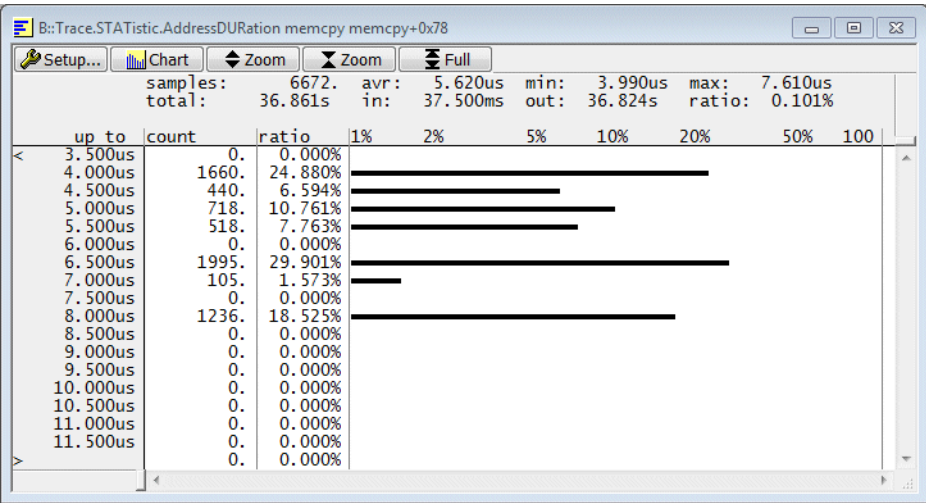 B::Trace.STATistic.AddressDURation memcpy memcpy+0x78
Setup... Chart Zoom Zoom Full
samples: 6672. avr: 5.620us min: 3.990us max: 7.610us
total: 36.861s in: 37.500ms out: 36.824s ratio: 0.101%
up to count ratio 1% 2% 5% 10% 20% 50% 100
< 3.500us 0. 0.000%
4.000us 1660. 24.880%
4.500us 440. 6.594%
5.000us 718. 10.761%
5.500us 518. 7.763%
6.000us 0. 0.000%
6.500us 1995. 29.901%
7.000us 105. 1.573%
7.500us 0. 0.000%
8.000us 1236. 18.525%
8.500us 0. 0.000%
9.000us 0. 0.000%
9.500us 0. 0.000%
10.000us 0. 0.000%
10.500us 0. 0.000%
11.000us 0. 0.000%
11.500us 0. 0.000%
> 0. 0.000%